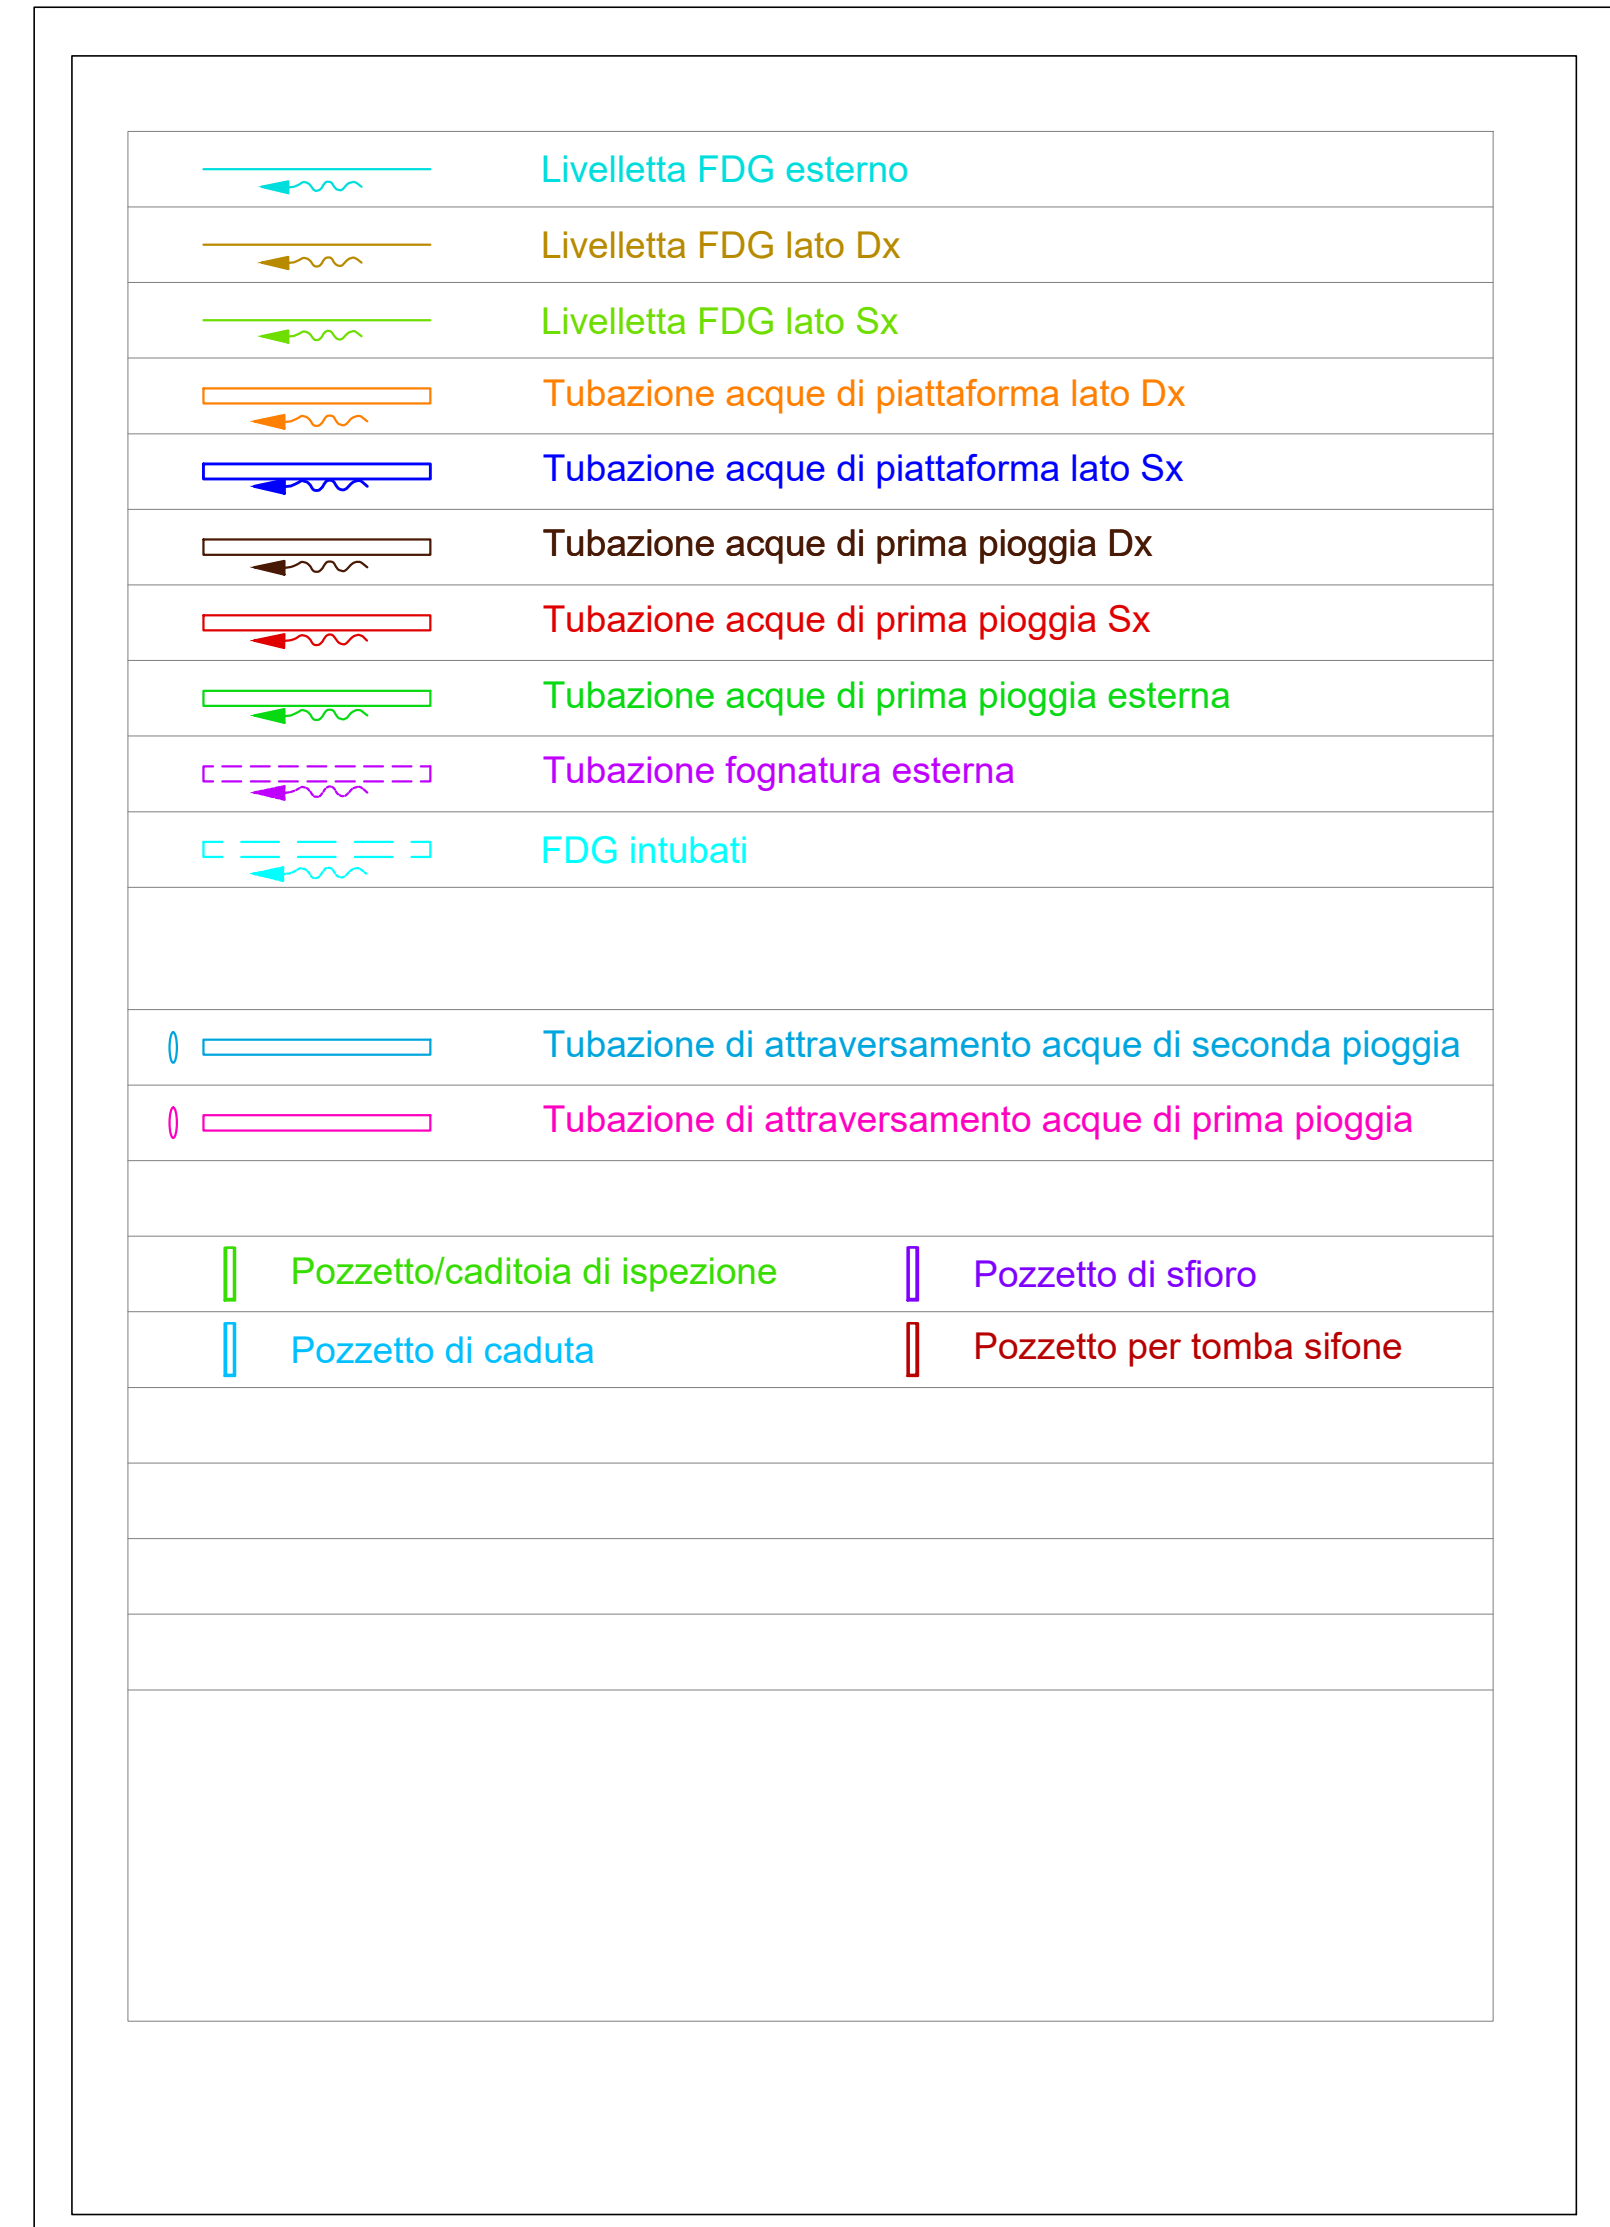 Livelletta FDG esterno
Livelletta FDG lato Dx
Livelletta FDG lato Sx
Tubazione acque di piattaforma lato Dx
Tubazione acque di piattaforma lato Sx
Tubazione acque di prima pioggia Dx
Tubazione acque di prima pioggia Sx
Tubazione acque di prima pioggia esterna
Tubazione fognatura esterna
FDG intubati
Tubazione di attraversamento acque di seconda pioggia
Tubazione di attraversamento acque di prima pioggia
Pozzetto/caditoia di ispezione
Pozzetto di sfioro
Pozzetto di caduta
Pozzetto per tomba sifone